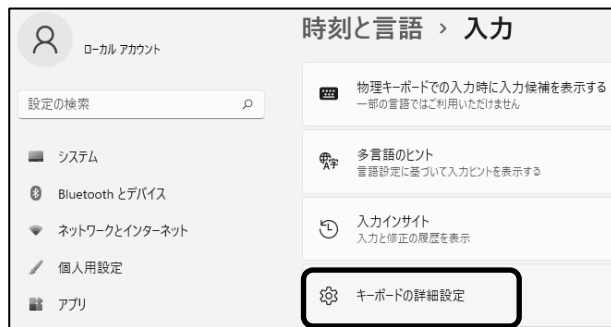 ローカル アカウント
設定の検索
システム
Bluetooth とデバイス
ネットワークとインターネット
個人用設定
アプリ
時刻と言語 › 入力
物理キーボードでの入力時に入力候補を表示する
一部の言語ではご利用いただけません
多言語のヒント
言語設定に基づいて入力ヒントを表示する
入力インサイト
入力と修正の履歴を表示
キーボードの詳細設定